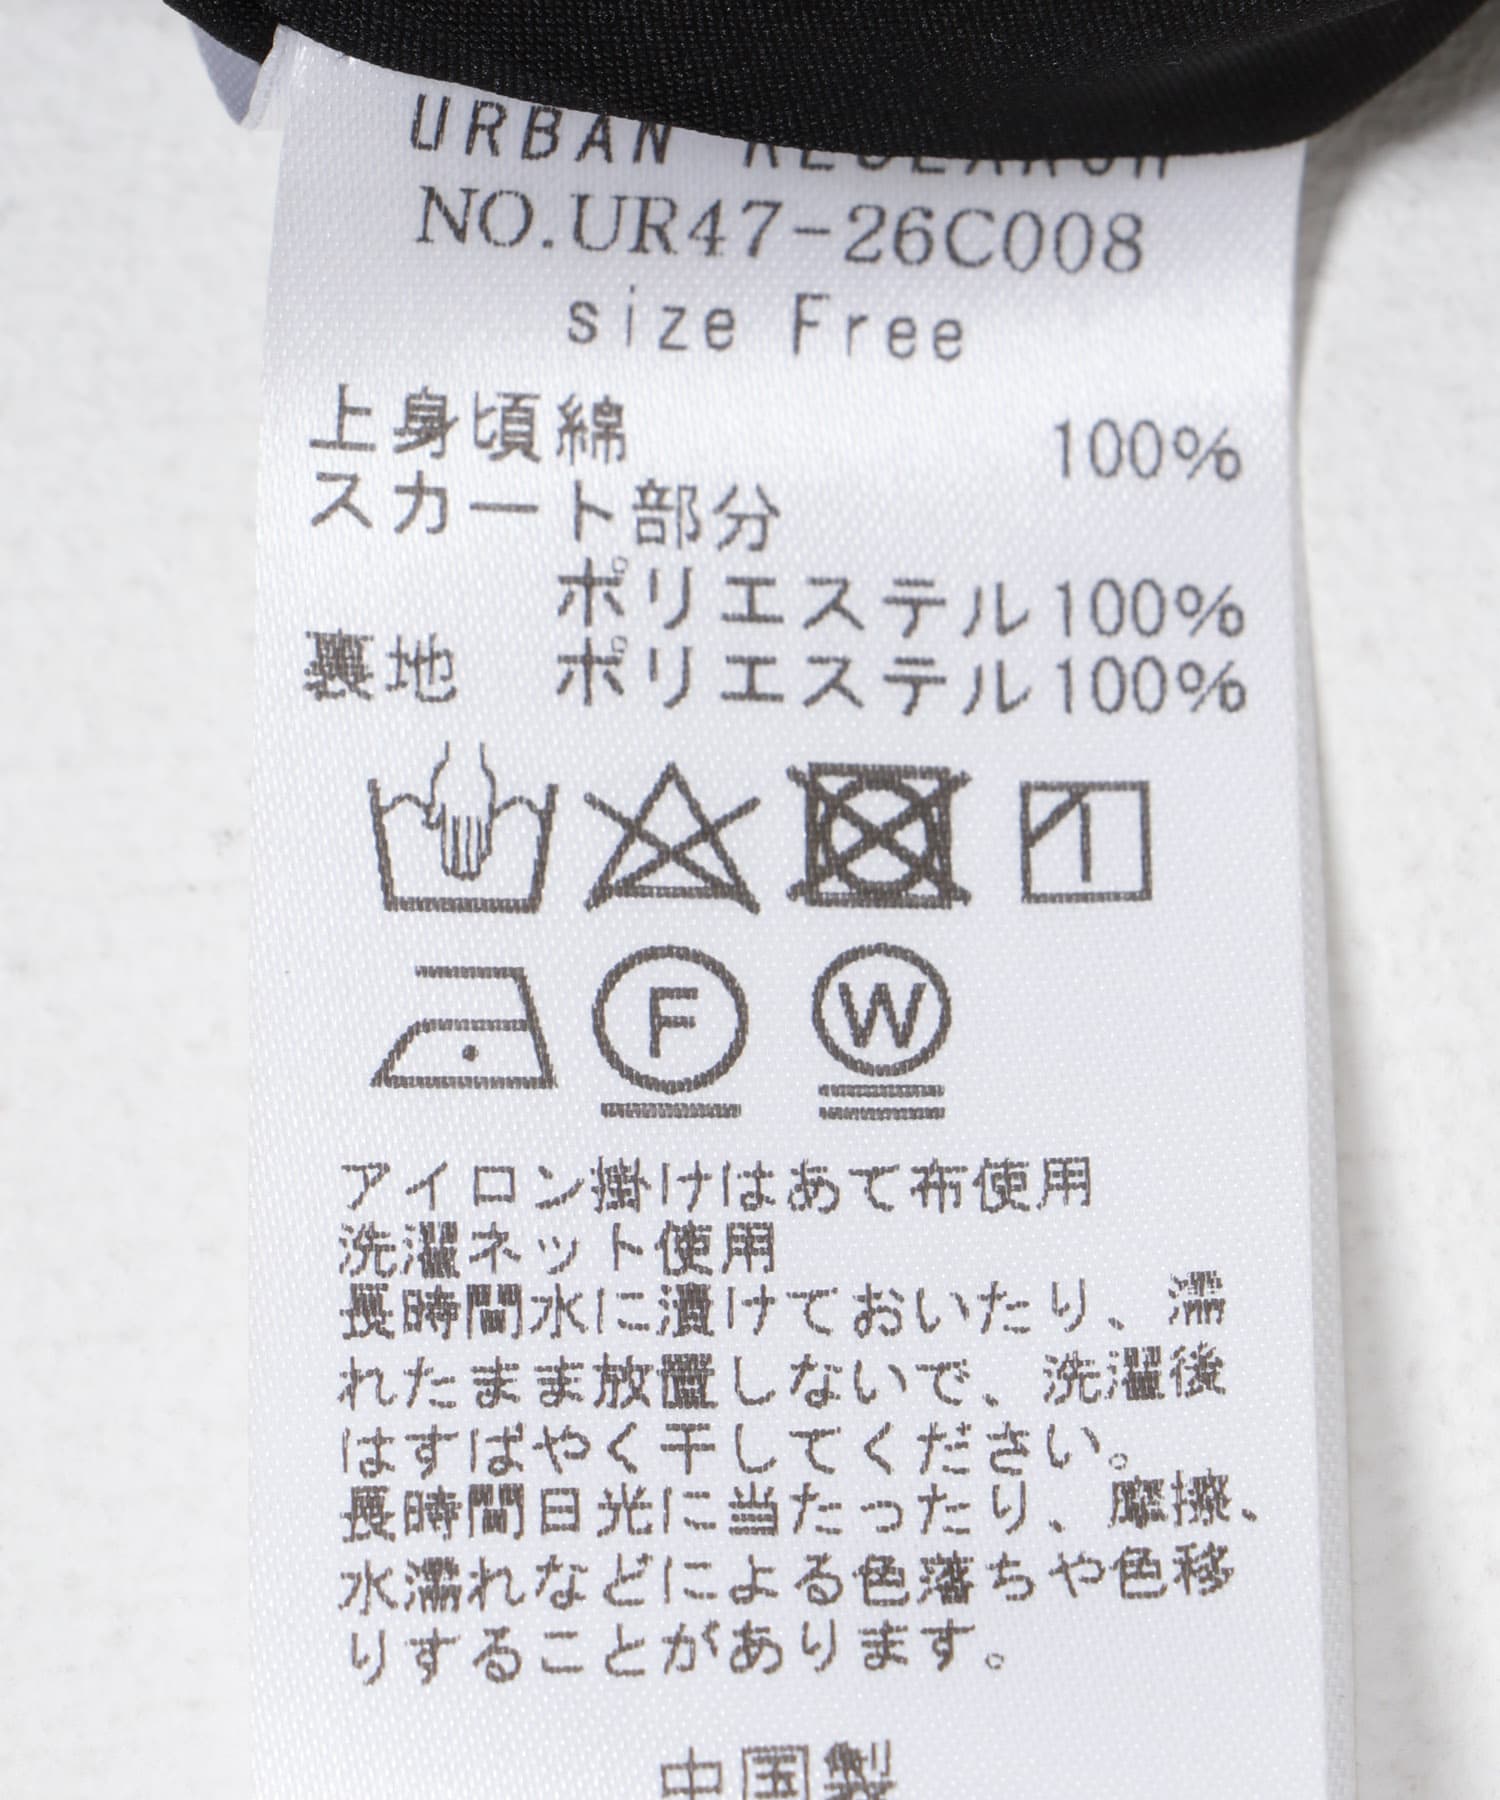 URBAN RESEARCH
NO.UR47-26C008
size Free
上身頃綿 100%
スカート部分
ポリエステル100%
裏地 ポリエステル100%
F W
アイロン掛けはあて布使用
洗濯ネット使用
長時間水に漬けておいたり、濡
れたまま放置しないで、洗濯後
はすばやく干してください。
長時間日光に当たったり、摩擦、
水濡れなどによる色落ちや色移
りすることがあります。
中国製